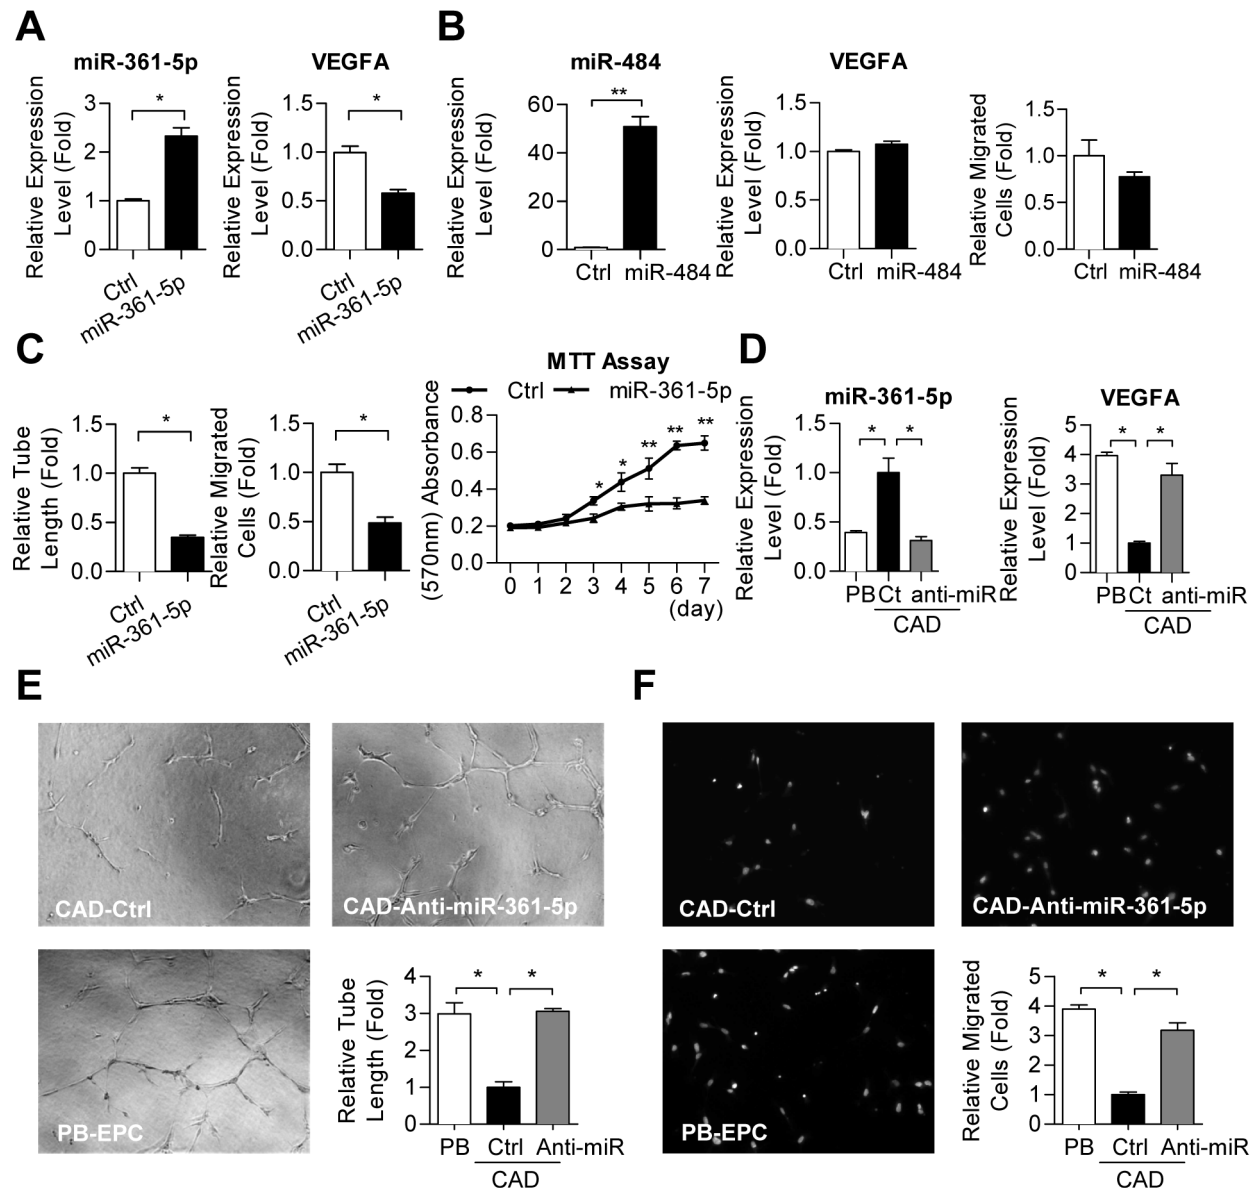 A
miR-361-5p
Relative Expression
Level (Fold)
3
2
1
0
*
Ctrl
miR-361-5p
VEGFA
Relative Expression
Level (Fold)
1.5
1.0
0.5
0.0
*
Ctrl
miR-361-5p
B
miR-484
Relative Expression
Level (Fold)
60
40
20
0
**
Ctrl miR-484
VEGFA
Relative Expression
Level (Fold)
1.5
1.0
0.5
0.0
Ctrl miR-484
Relative Migrated
Cells (Fold)
1.5
1.0
0.5
0.0
Ctrl miR-484
C
Relative Tube
Length (Fold)
1.5
1.0
0.5
0.0
*
Ctrl
miR-361-5p
Relative Migrated
Cells (Fold)
1.5
1.0
0.5
0.0
*
Ctrl
miR-361-5p
MTT Assay
Ctrl miR-361-5p
(570nm) Absorbance
0.8
0.6
0.4
0.2
0.0
* * ** ** **
0 1 2 3 4 5 6 7
(day)
D
miR-361-5p
Relative Expression
Level (Fold)
1.5
1.0
0.5
0.0
* *
PB Ct anti-miR
CAD
VEGFA
Relative Expression
Level (Fold)
5
4
3
2
1
0
* *
PB Ct anti-miR
CAD
E
CAD-Ctrl
CAD-Anti-miR-361-5p
PB-EPC
Relative Tube
Length (Fold)
4
3
2
1
0
* *
PB Ctrl Anti-miR
CAD
F
CAD-Ctrl
CAD-Anti-miR-361-5p
PB-EPC
Relative Migrated
Cells (Fold)
5
4
3
2
1
0
* *
PB Ctrl Anti-miR
CAD